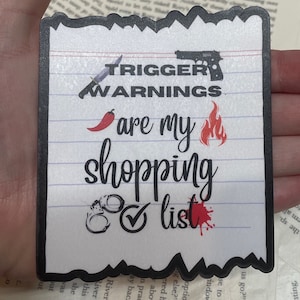 TRIGGER
WARNINGS
are my
shopping
list